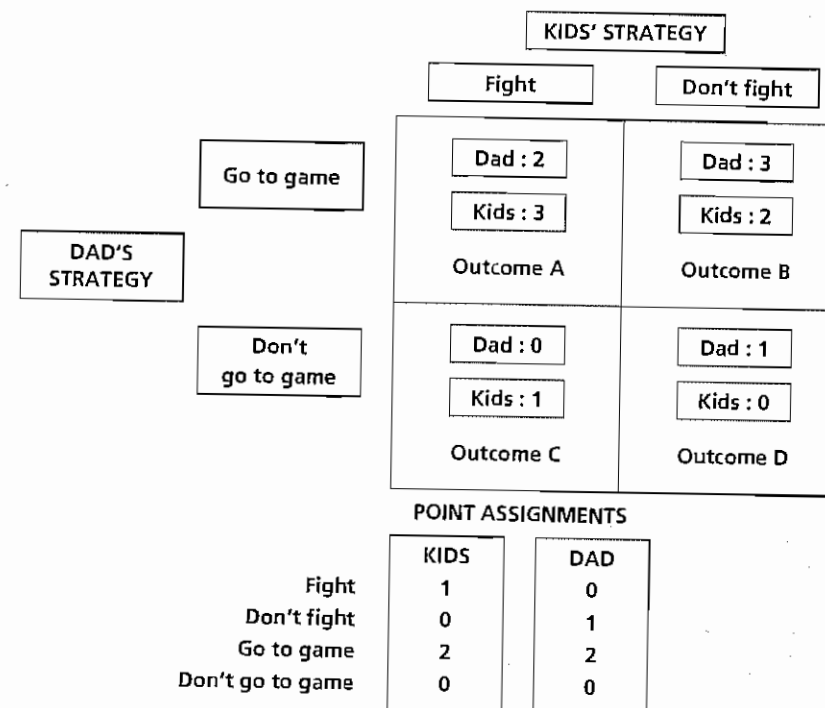 KIDS' STRATEGY
Fight
Don't fight
DAD'S
STRATEGY
Go to game
Dad : 2
Kids : 3
Outcome A
Dad : 3
Kids : 2
Outcome B
Don't
go to game
Dad : 0
Kids : 1
Outcome C
Dad : 1
Kids : 0
Outcome D
POINT ASSIGNMENTS
KIDS DAD
Fight 1 0
Don't fight 0 1
Go to game 2 2
Don't go to game 0 0